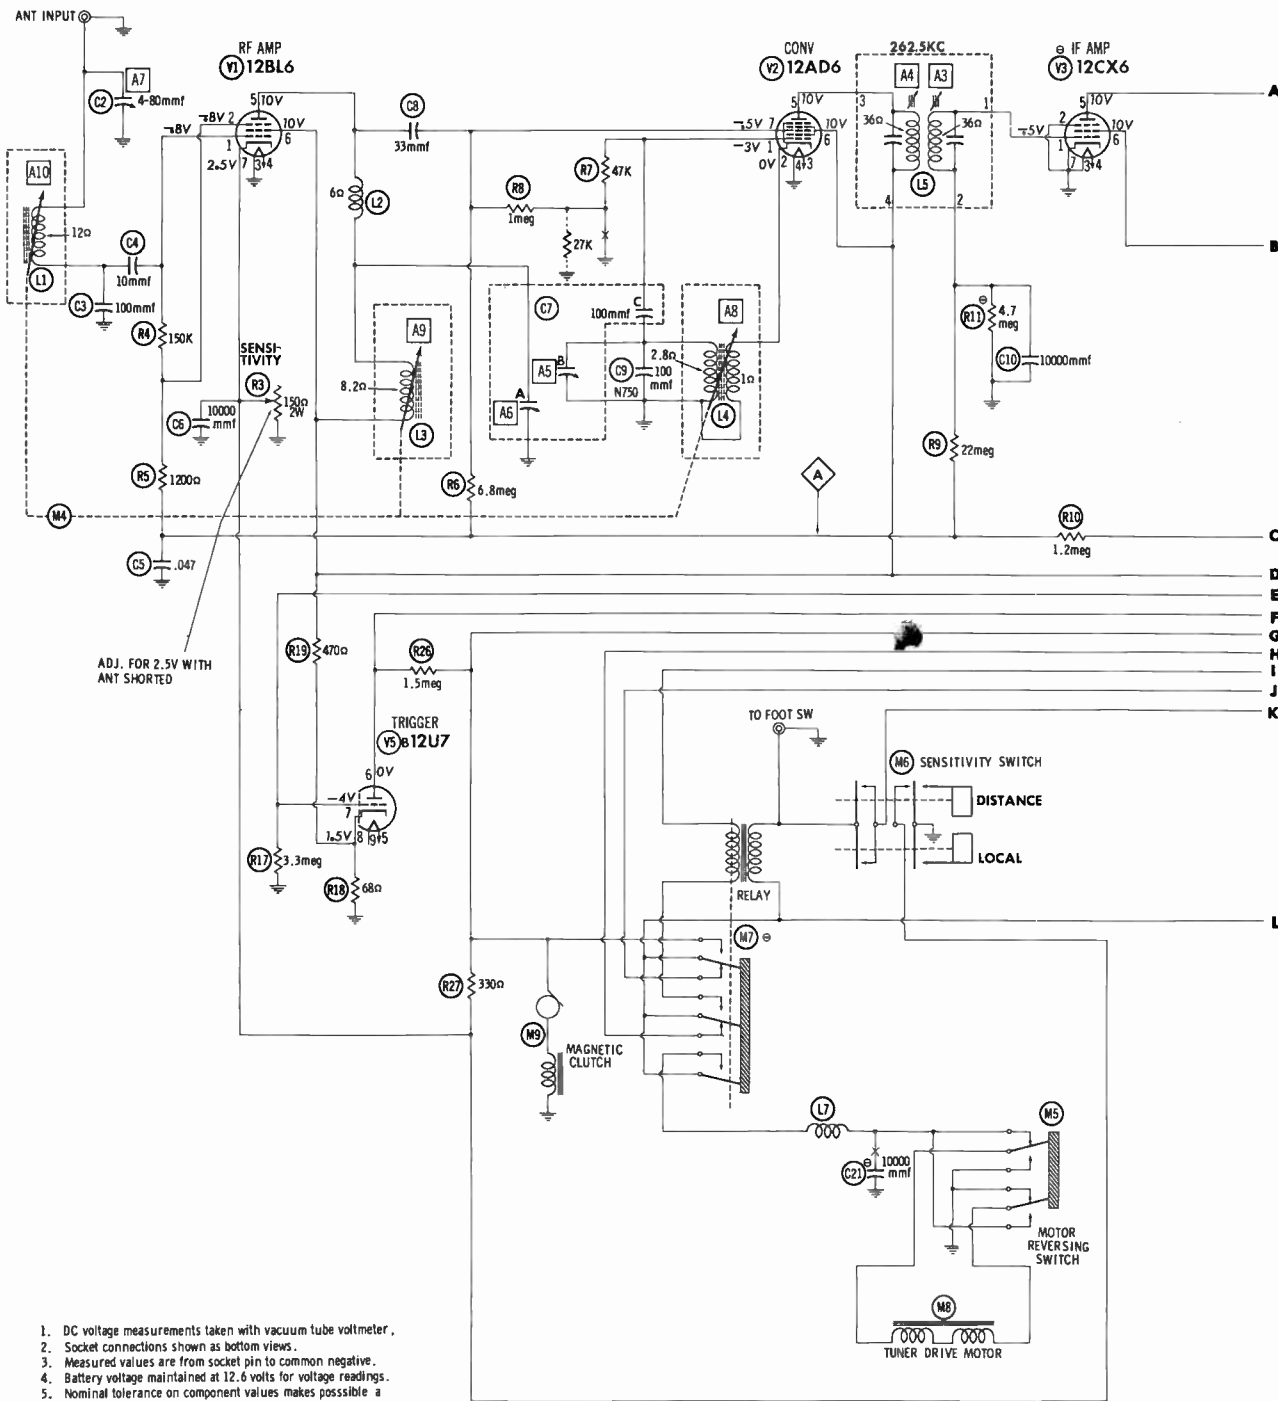 ANT INPUT
RF AMP
V1 12BL6
A7
C2 4-80mmf
5 10V
-.8V 2
10V
6
-.8V
1
2.5V 7 3 4
A10
12Ω
L1
C4
10mmf
C3 100mmf
R4 150K
SENSI-
TIVITY
R3
150Ω
2W
C6 10000
mmf
R5 1200Ω
M4
C5 .047
ADJ. FOR 2.5V WITH
ANT SHORTED
C8
33mmf
6Ω L2
A9
8.2Ω
L3
R6 6.8meg
R8
1meg
R7 47K
27K
C7
C
100mmf
A5 B
A6 A
C9 100
mmf
N750
A8
2.8Ω
1Ω
L4
CONV
V2 12AD6
5 10V
-.5V 7
10V
-3V 1
6
0V 2 4 3
262.5KC
A4 A3
3
1
36Ω
36Ω
L5
4
2
IF AMP
V3 12CX6
5 10V
-.5V
2
10V
1
6
7 3 4
R11 4.7
meg
C10 10000mmf
R9 22meg
A
R10
1.2meg
A
B
C
D
E
F
G
H
I
J
K
L
R19 470Ω
R26
1.5meg
TRIGGER
V5 B 12U7
6 0V
-4V
7
1.5V 8 9 5
R17 3.3meg
R18 68Ω
TO FOOT SW
M6 SENSITIVITY SWITCH
DISTANCE
LOCAL
RELAY
M7
R27 330Ω
M9
MAGNETIC
CLUTCH
L7
C21 10000
mmf
M5
MOTOR
REVERSING
SWITCH
M8
TUNER DRIVE MOTOR
1. DC voltage measurements taken with vacuum tube voltmeter,
2. Socket connections shown as bottom views.
3. Measured values are from socket pin to common negative.
4. Battery voltage maintained at 12.6 volts for voltage readings.
5. Nominal tolerance on component values makes posssible a